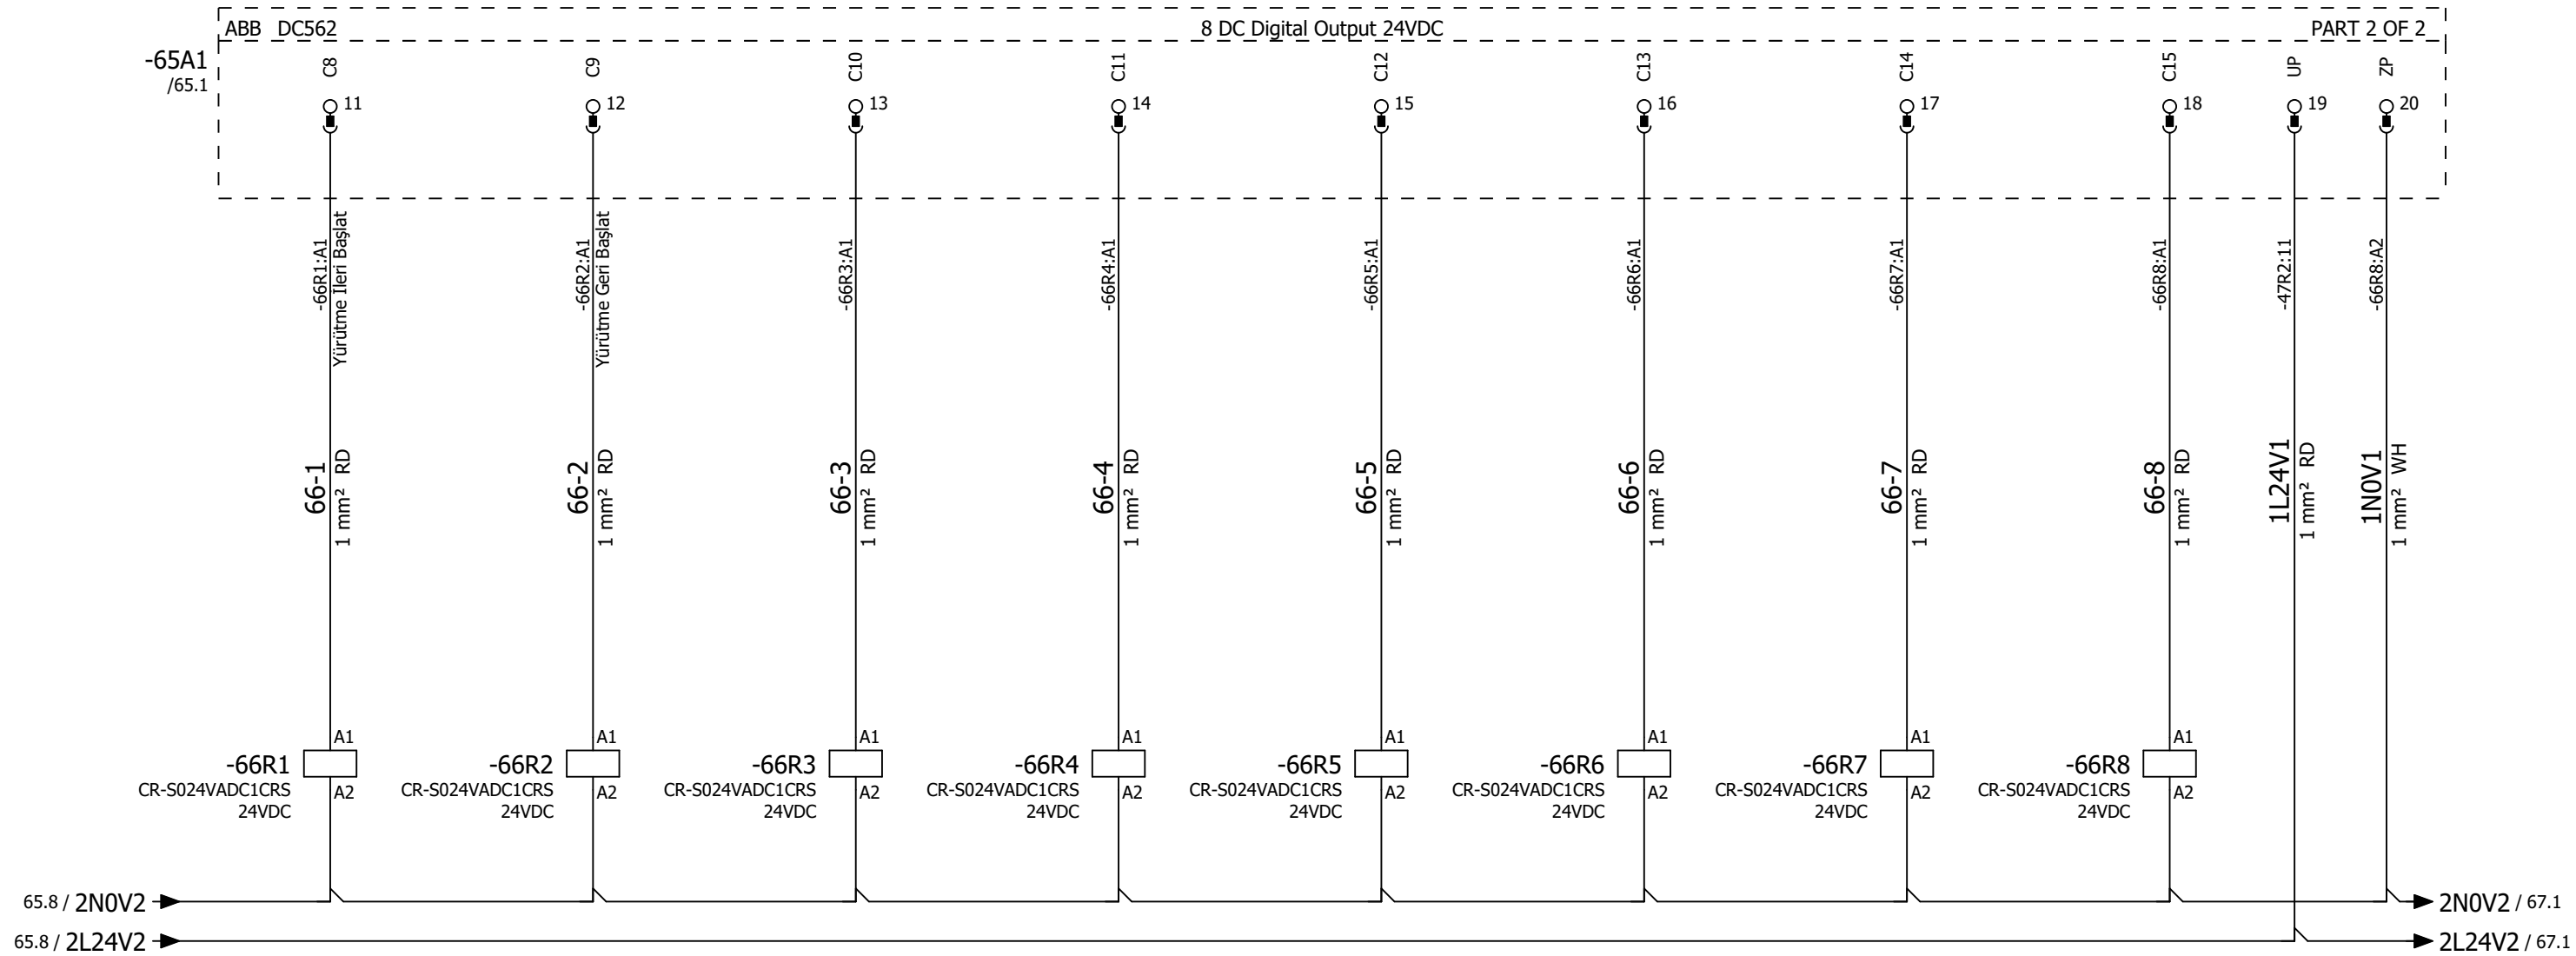 ABB DC562
8 DC Digital Output 24VDC
PART 2 OF 2
-65A1
/65.1
C8
C9
C10
C11
C12
C13
C14
C15
UP
ZP
11
12
13
14
15
16
17
18
19
20
-66R1:A1
Yürütme İleri Başlat
-66R2:A1
Yürütme Geri Başlat
-66R3:A1
-66R4:A1
-66R5:A1
-66R6:A1
-66R7:A1
-66R8:A1
-47R2:11
-66R8:A2
66-1
1 mm² RD
66-2
1 mm² RD
66-3
1 mm² RD
66-4
1 mm² RD
66-5
1 mm² RD
66-6
1 mm² RD
66-7
1 mm² RD
66-8
1 mm² RD
1L24V1
1 mm² RD
1N0V1
1 mm² WH
A1
-66R1
CR-S024VADC1CRS
A2
24VDC
A1
-66R2
CR-S024VADC1CRS
A2
24VDC
A1
-66R3
CR-S024VADC1CRS
A2
24VDC
A1
-66R4
CR-S024VADC1CRS
A2
24VDC
A1
-66R5
CR-S024VADC1CRS
A2
24VDC
A1
-66R6
CR-S024VADC1CRS
A2
24VDC
A1
-66R7
CR-S024VADC1CRS
A2
24VDC
A1
-66R8
CR-S024VADC1CRS
A2
24VDC
65.8 / 2N0V2
2N0V2 / 67.1
65.8 / 2L24V2
2L24V2 / 67.1